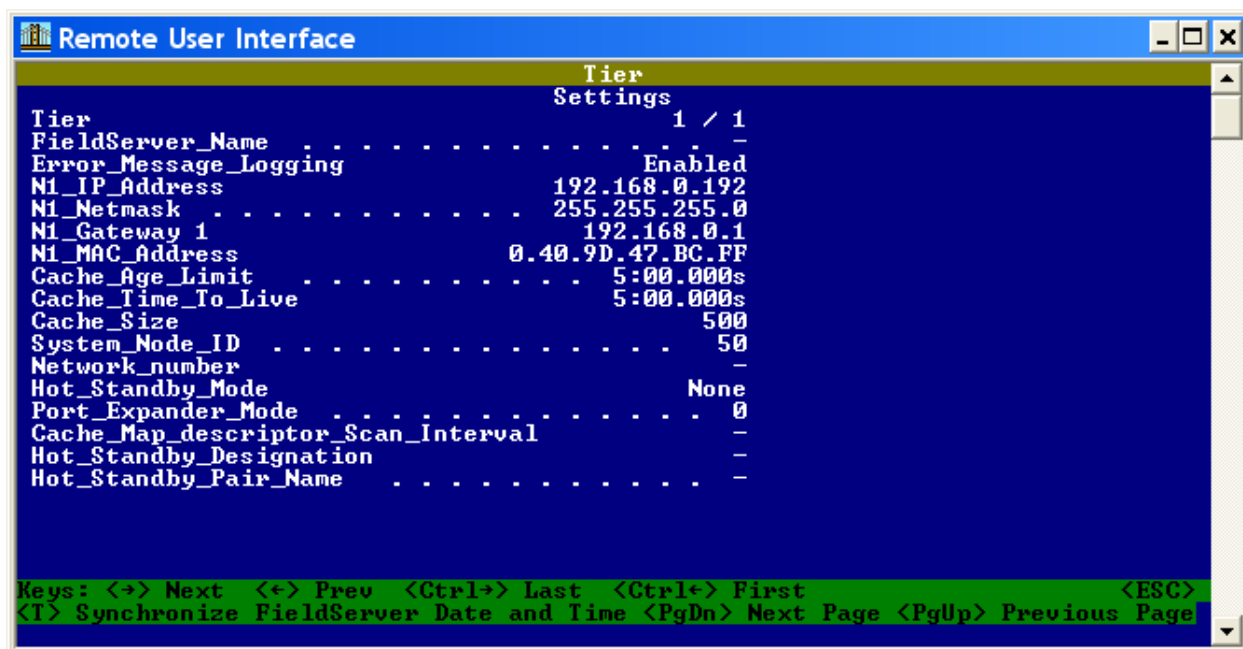 Remote User Interface
Tier
Settings
Tier 1 / 1
FieldServer_Name . . . . . . . . . . . . . . -
Error_Message_Logging Enabled
N1_IP_Address 192.168.0.192
N1_Netmask . . . . . . . . . . . 255.255.255.0
N1_Gateway 1 192.168.0.1
N1_MAC_Address 0.40.9D.47.BC.FF
Cache_Age_Limit . . . . . . . . . . 5:00.000s
Cache_Time_To_Live 5:00.000s
Cache_Size 500
System_Node_ID . . . . . . . . . . . . . . 50
Network_number -
Hot_Standby_Mode None
Port_Expander_Mode . . . . . . . . . . . . . 0
Cache_Map_descriptor_Scan_Interval -
Hot_Standby_Designation -
Hot_Standby_Pair_Name . . . . . . . . . . . -
Keys: <→> Next <←> Prev <Ctrl→> Last <Ctrl←> First <ESC>
<T> Synchronize FieldServer Date and Time <PgDn> Next Page <PgUp> Previous Page